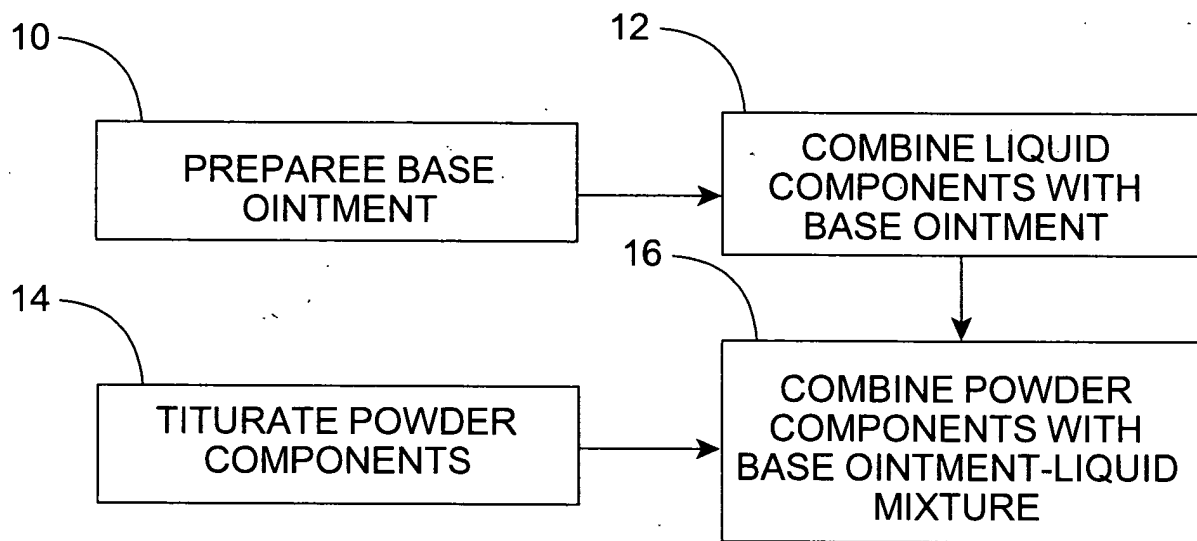 10
PREPAREE BASE
OINTMENT
12
COMBINE LIQUID
COMPONENTS WITH
BASE OINTMENT
14
TITURATE POWDER
COMPONENTS
16
COMBINE POWDER
COMPONENTS WITH
BASE OINTMENT-LIQUID
MIXTURE